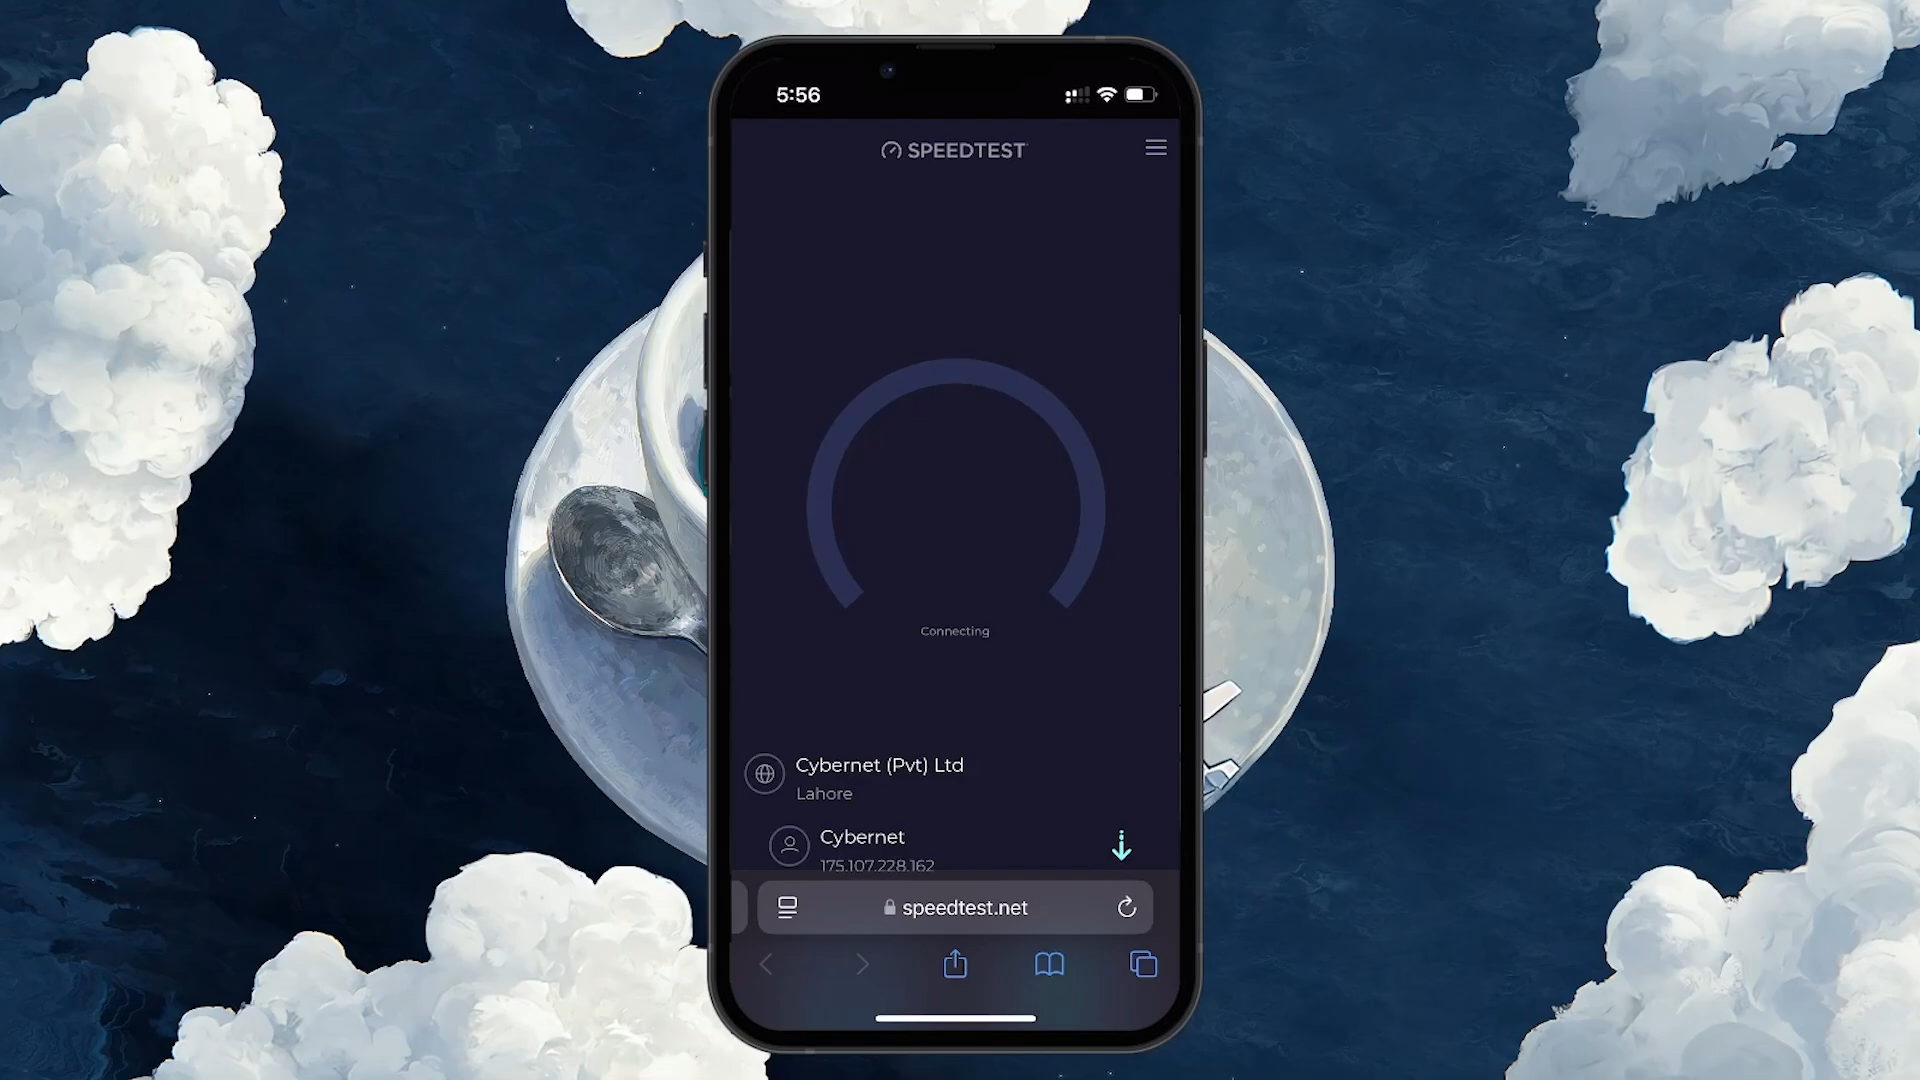 5:56
SPEEDTEST
Connecting
Cybernet (Pvt) Ltd
Lahore
Cybernet
175.107.228.162
speedtest.net